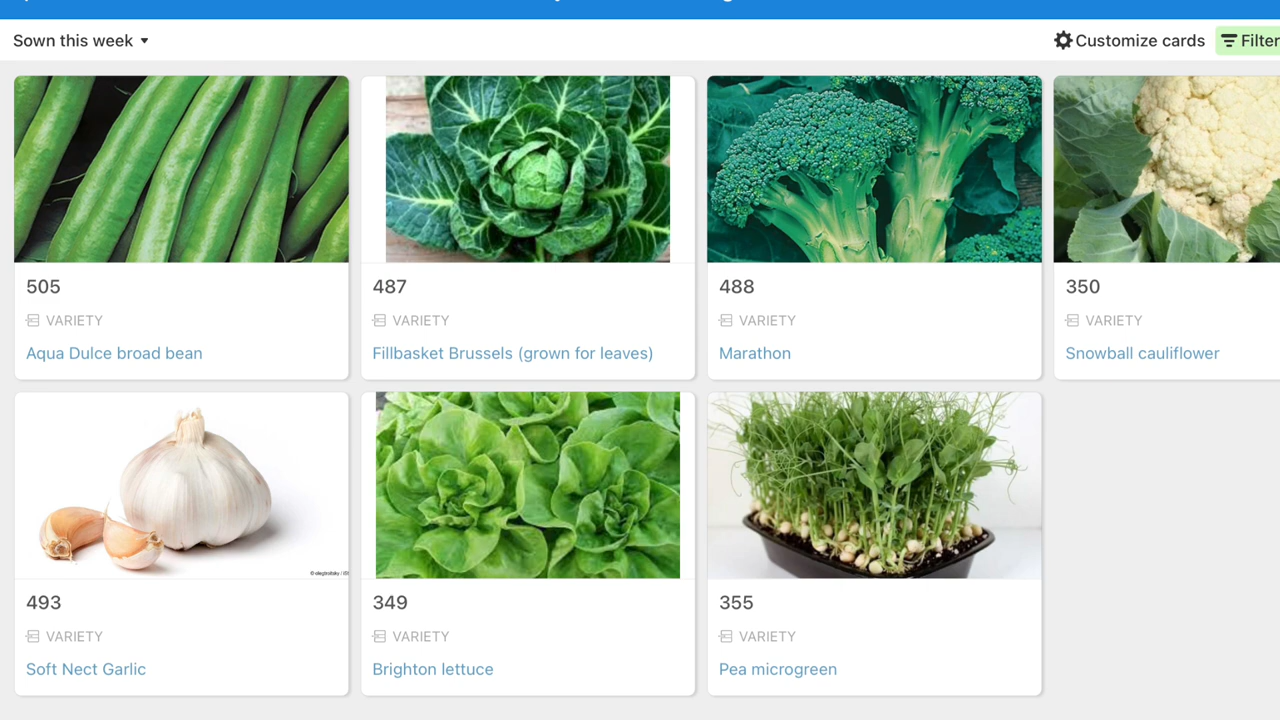 Sown this week
Customize cards
Filter
505
VARIETY
Aqua Dulce broad bean
487
VARIETY
Fillbasket Brussels (grown for leaves)
488
VARIETY
Marathon
350
VARIETY
Snowball cauliflower
493
VARIETY
Soft Nect Garlic
349
VARIETY
Brighton lettuce
355
VARIETY
Pea microgreen